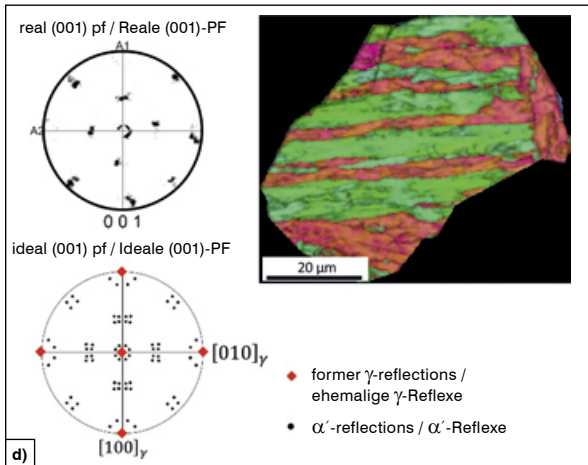 real (001) pf / Reale (001)-PF
A1
A2
0 0 1
20 µm
ideal (001) pf / Ideale (001)-PF
[010]γ
[100]γ
former γ-reflections /
ehemalige γ-Reflexe
α´-reflections / α´-Reflexe
d)